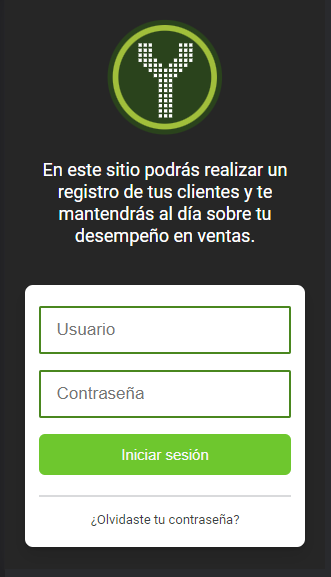 En este sitio podrás realizar un
registro de tus clientes y te
mantendrás al día sobre tu
desempeño en ventas.
Usuario
Contraseña
Iniciar sesión
¿Olvidaste tu contraseña?